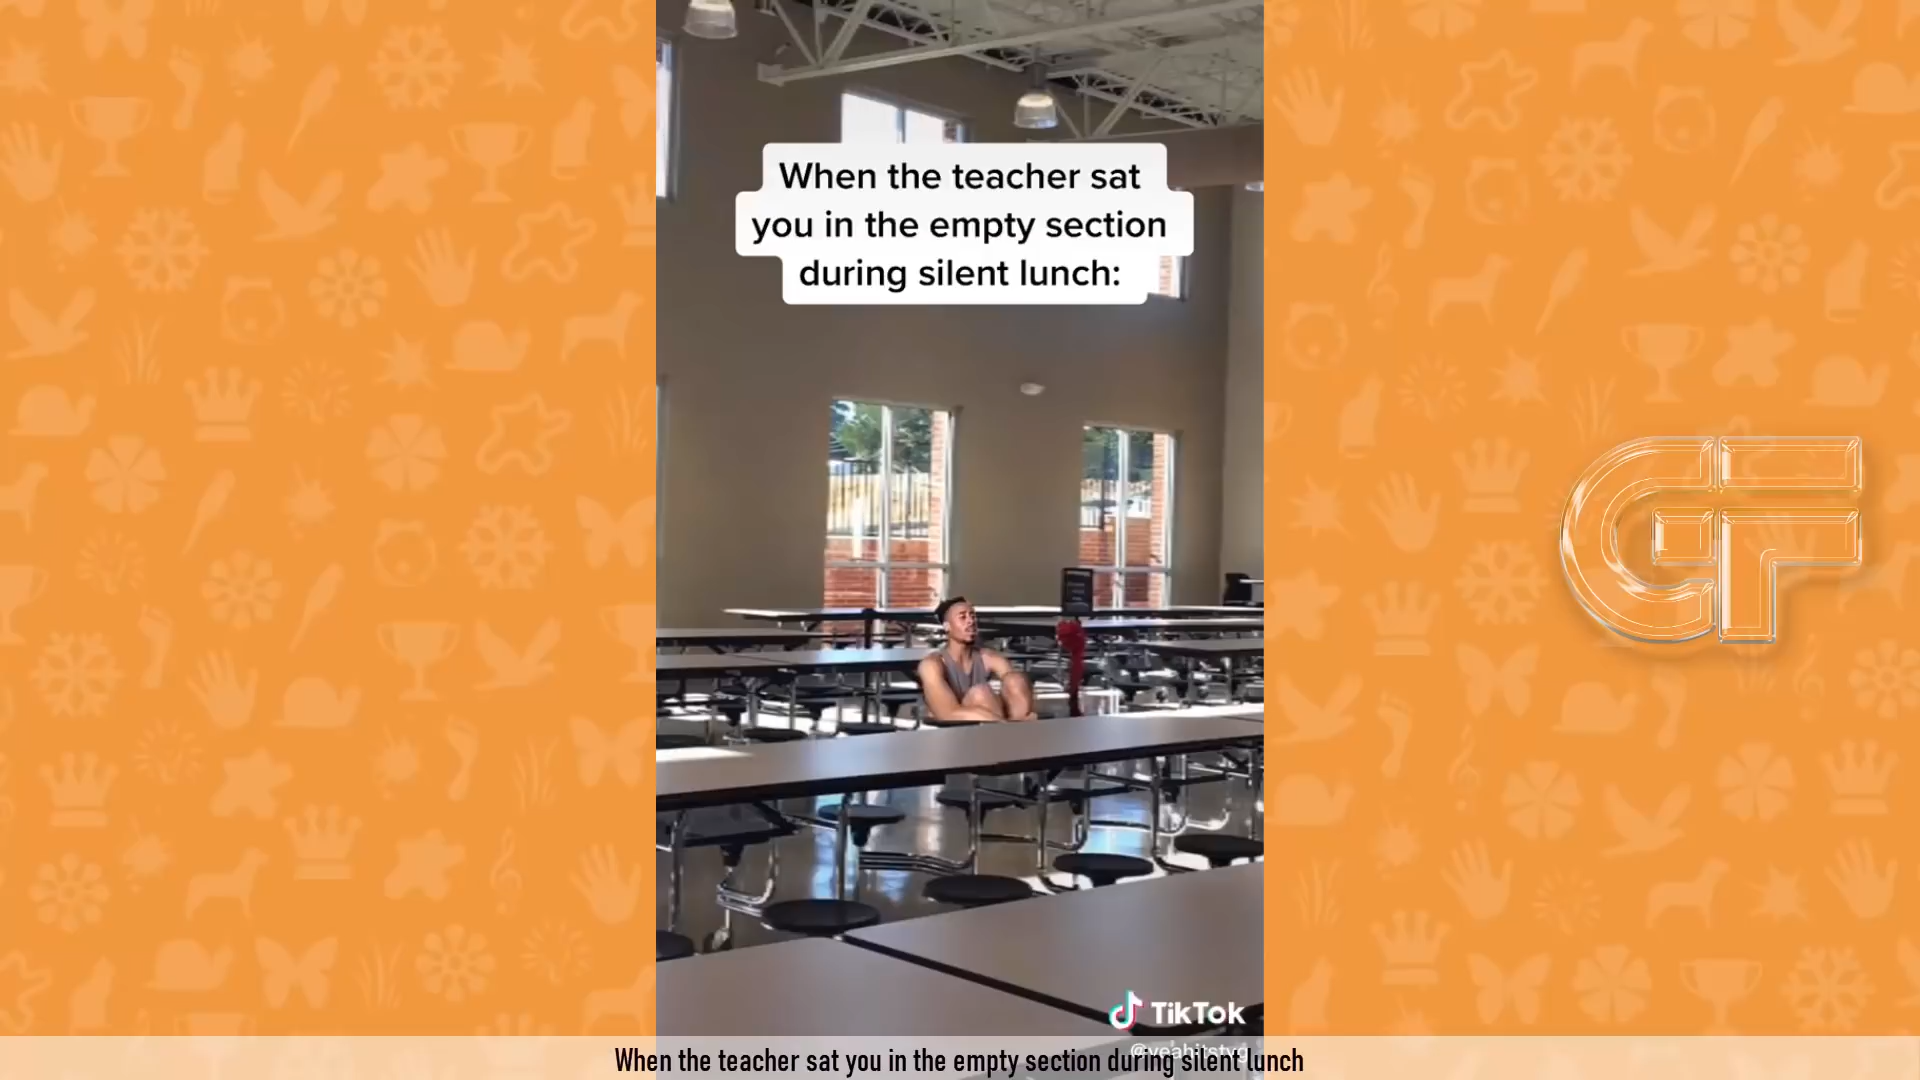 When the teacher sat
you in the empty section
during silent lunch:
GF
TikTok
When the teacher sat you in the empty section during silent lunch